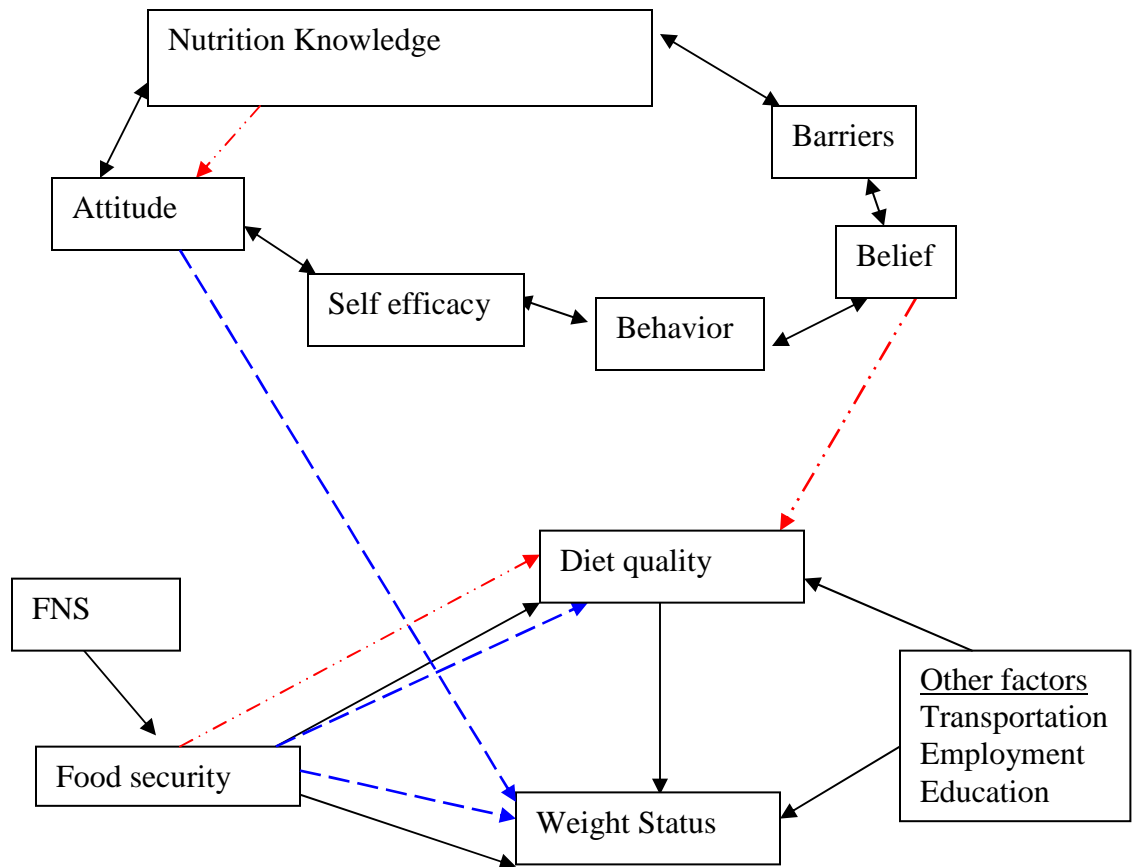 Nutrition Knowledge
Barriers
Attitude
Belief
Self efficacy
Behavior
Diet quality
FNS
Other factors
Transportation
Employment
Education
Food security
Weight Status